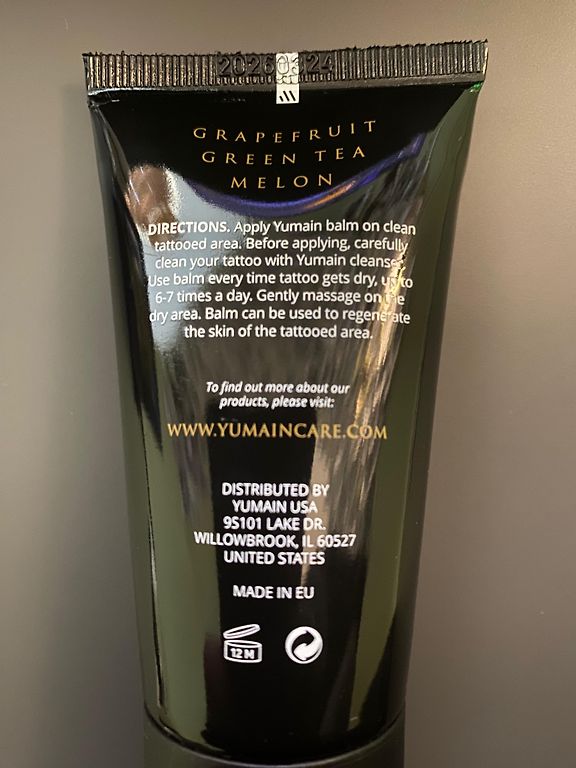 20260324
GRAPEFRUIT
GREEN TEA
MELON
DIRECTIONS. Apply Yumain balm on clean
tattooed area. Before applying, carefully
clean your tattoo with Yumain cleanser.
Use balm every time tattoo gets dry, up to
6-7 times a day. Gently massage on the
dry area. Balm can be used to regenerate
the skin of the tattooed area.
To find out more about our
products, please visit:
WWW.YUMAINCARE.COM
DISTRIBUTED BY
YUMAIN USA
9S101 LAKE DR.
WILLOWBROOK, IL 60527
UNITED STATES
MADE IN EU
12 M